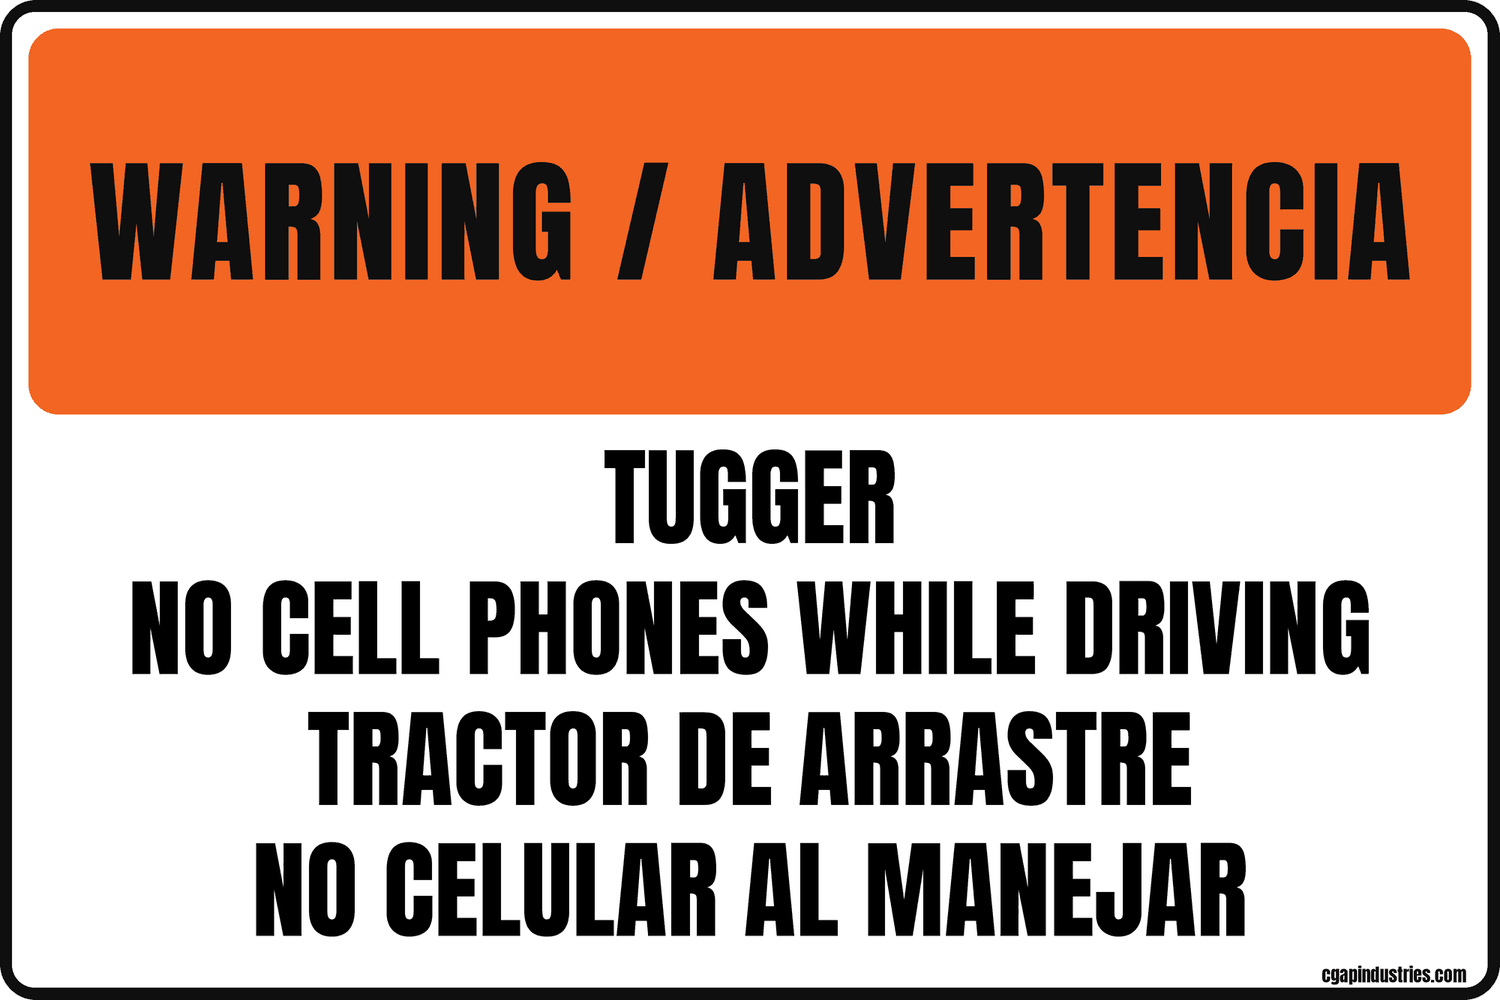 WARNING / ADVERTENCIA
TUGGER
NO CELL PHONES WHILE DRIVING
TRACTOR DE ARRASTRE
NO CELULAR AL MANEJAR
cgapindustries.com